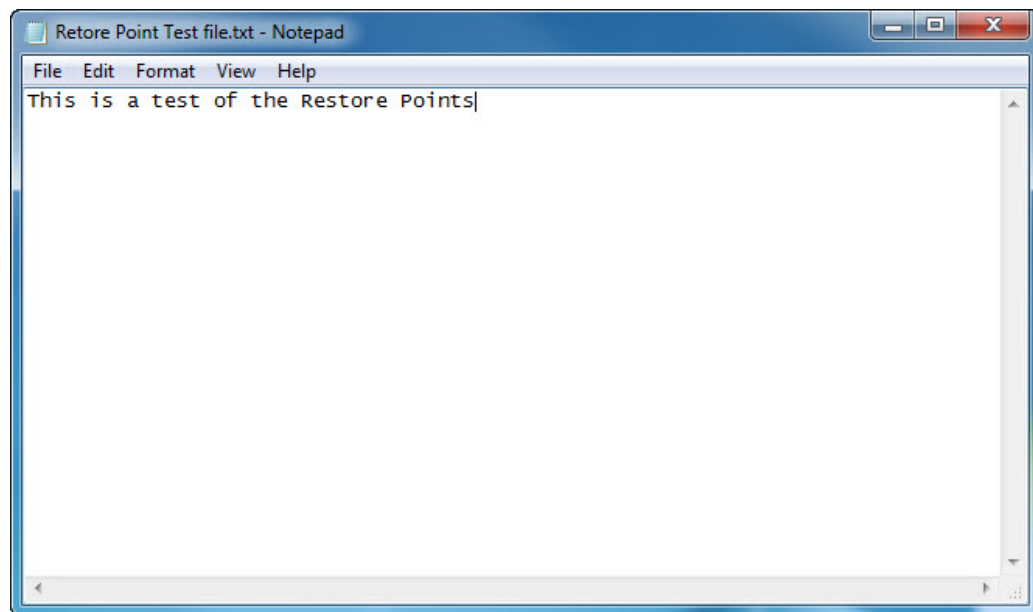 Retore Point Test file.txt - Notepad
File Edit Format View Help
This is a test of the Restore Points